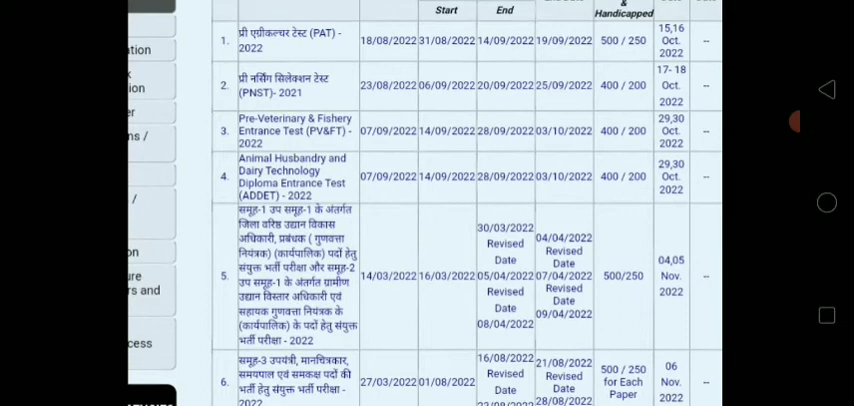 Start End
&
Handicapped
1. प्री एग्रीकल्चर टेस्ट (PAT) - 2022 18/08/2022 31/08/2022 14/09/2022 19/09/2022 500 / 250 15,16 Oct. 2022 --
2. प्री नर्सिंग सिलेक्शन टेस्ट (PNST)- 2021 23/08/2022 06/09/2022 20/09/2022 25/09/2022 400 / 200 17- 18 Oct. 2022 --
3. Pre-Veterinary & Fishery Entrance Test (PV&FT) - 2022 07/09/2022 14/09/2022 28/09/2022 03/10/2022 400 / 200 29,30 Oct. 2022 --
4. Animal Husbandry and Dairy Technology Diploma Entrance Test (ADDET) - 2022 07/09/2022 14/09/2022 28/09/2022 03/10/2022 400 / 200 29,30 Oct. 2022 --
5. समूह-1 उप समूह-1 के अंतर्गत जिला वरिष्ठ उद्यान विकास अधिकारी, प्रबंधक ( गुणवत्ता नियंत्रक) (कार्यपालिक) पदों हेतु संयुक्त भर्ती परीक्षा और समूह-2 उप समूह-1 के अंतर्गत ग्रामीण उद्यान विस्तार अधिकारी एवं सहायक गुणवत्ता नियंत्रक के (कार्यपालिक) के पदों हेतु संयुक्त भर्ती परीक्षा - 2022 14/03/2022 16/03/2022 30/03/2022 Revised Date 05/04/2022 Revised Date 08/04/2022 04/04/2022 Revised Date 07/04/2022 Revised Date 09/04/2022 500/250 04,05 Nov. 2022 --
6. समूह-3 उपयंत्री, मानचित्रकार, समयपाल एवं समकक्ष पदों की भर्ती हेतु संयुक्त भर्ती परीक्षा - 2022 27/03/2022 01/08/2022 16/08/2022 Revised Date 21/08/2022 Revised Date 28/08/2022 500 / 250 for Each Paper 06 Nov. 2022 --